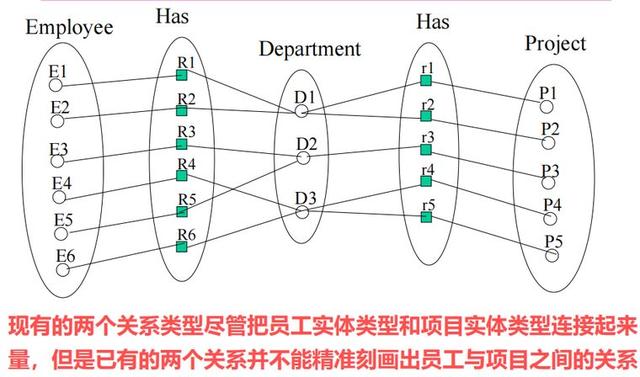 Employee Has Department Has Project
E1 R1 D1 r1 P1
E2 R2 r2 P2
E3 R3 D2 r3 P3
E4 R4 r4 P4
E5 R5 D3 r5 P5
E6 R6
现有的两个关系类型尽管把员工实体类型和项目实体类型连接起来
量，但是已有的两个关系并不能精准刻画出员工与项目之间的关系